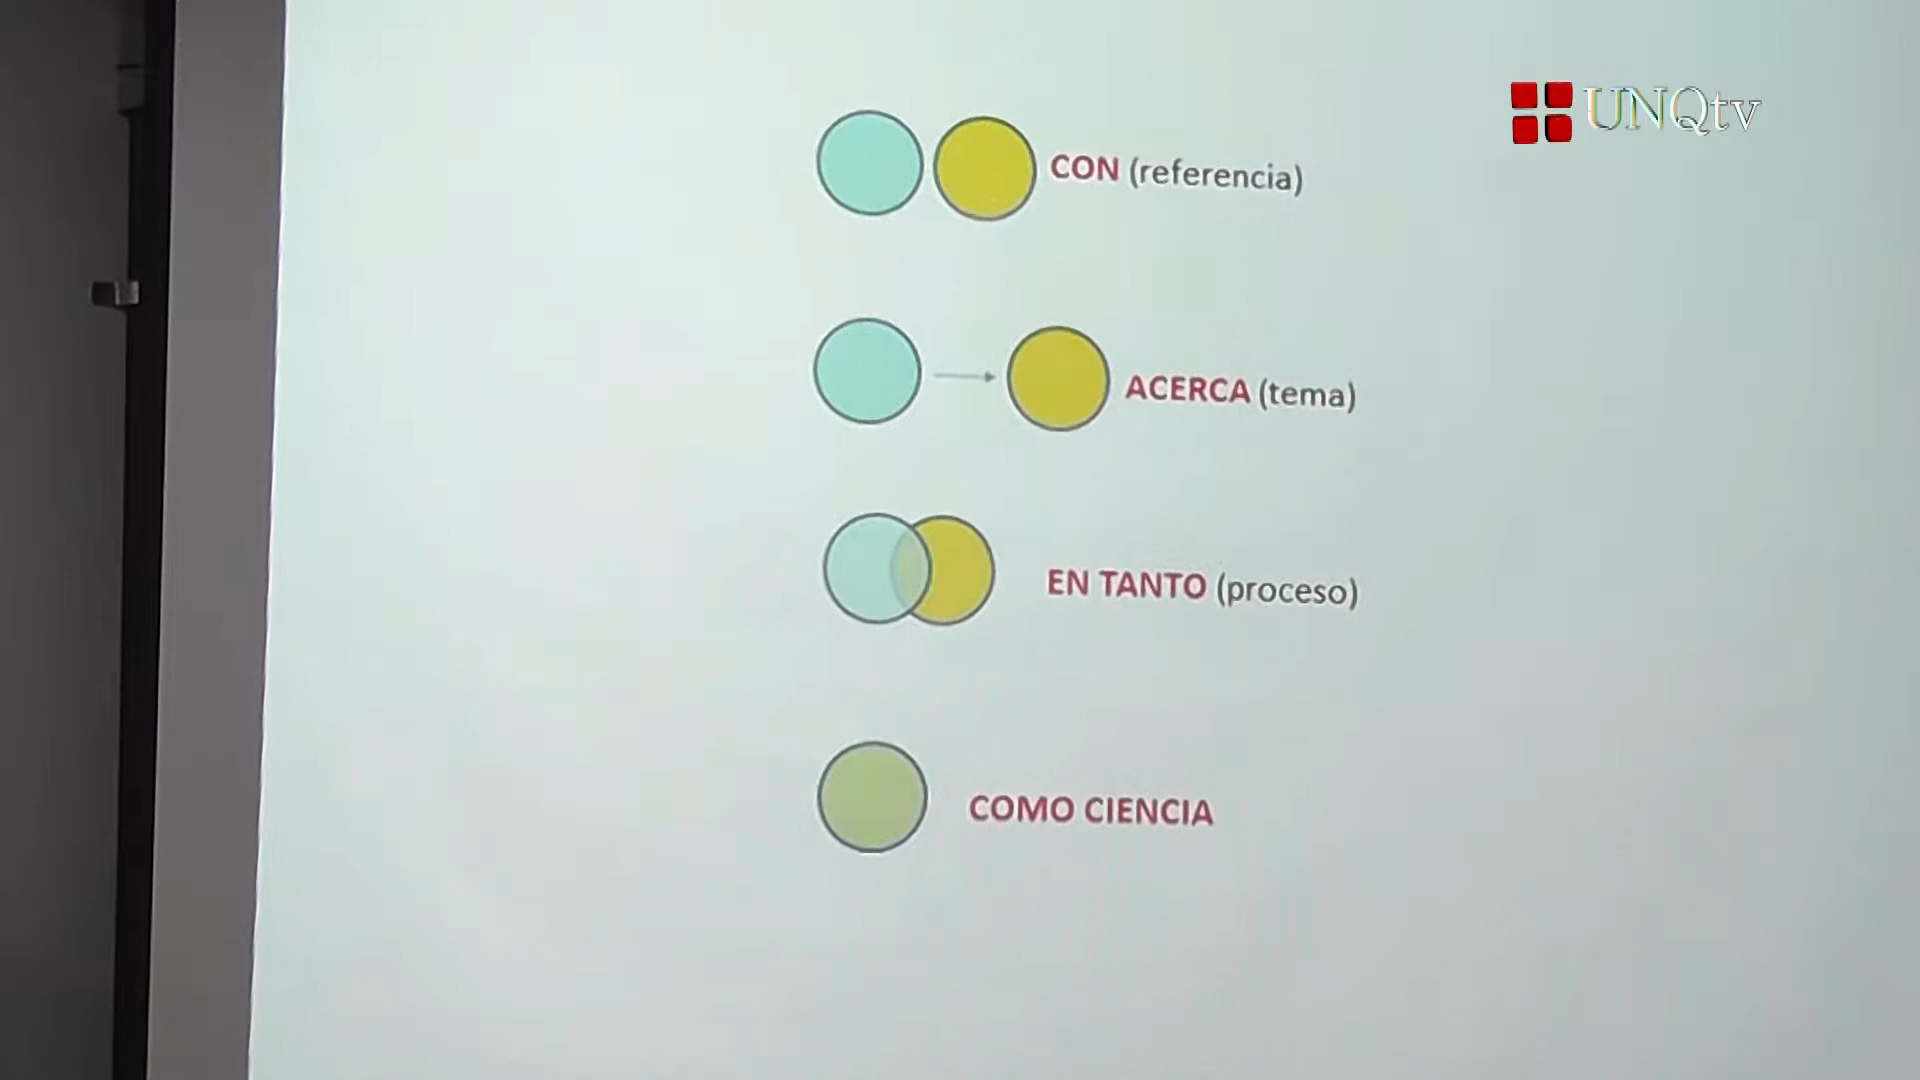 UNQtv
CON (referencia)
ACERCA (tema)
EN TANTO (proceso)
COMO CIENCIA